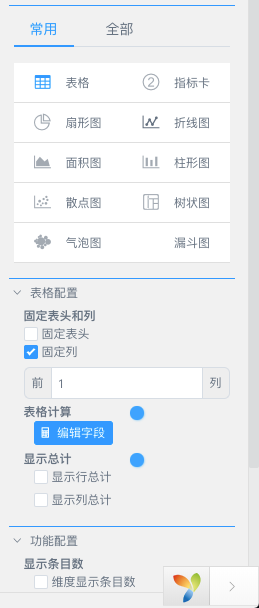 常用 全部
表格 指标卡
扇形图 折线图
面积图 柱形图
散点图 树状图
气泡图 漏斗图
表格配置
固定表头和列
固定表头
固定列
前 1 列
表格计算
编辑字段
显示总计
显示行总计
显示列总计
功能配置
显示条目数
维度显示条目数